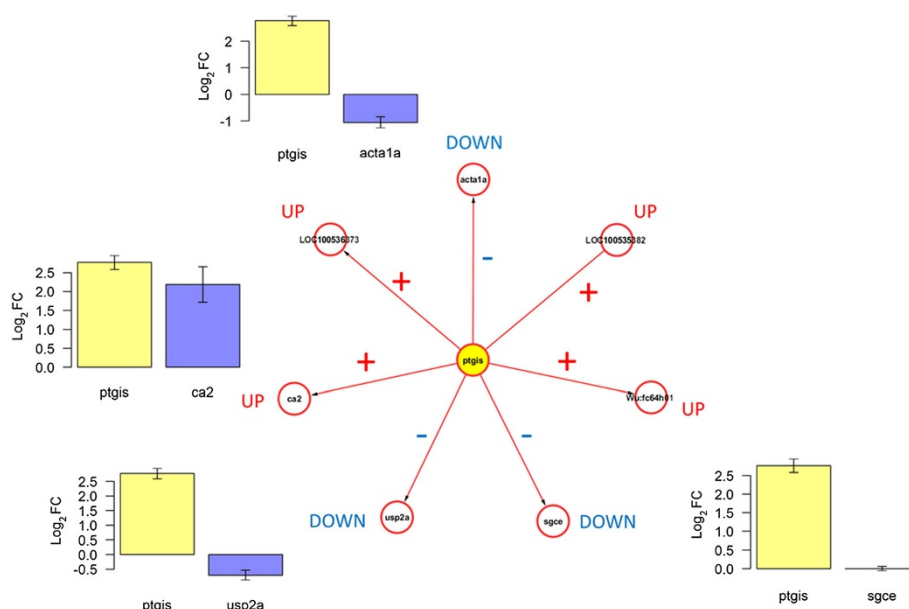 Log2 FC
2
1
0
-1
ptgis acta1a
DOWN
acta1a
UP
LOC100536373
UP
LOC100535382
+
-
+
Log2 FC
2.5
2.0
1.5
1.0
0.5
0.0
ptgis ca2
ptgis
+
+
UP
ca2
Wu:fc64h01
UP
-
-
Log2 FC
2.5
2.0
1.5
1.0
0.5
0.0
-0.5
ptgis usp2a
DOWN
usp2a
sgce
DOWN
Log2 FC
2.5
2.0
1.5
1.0
0.5
0.0
ptgis sgce